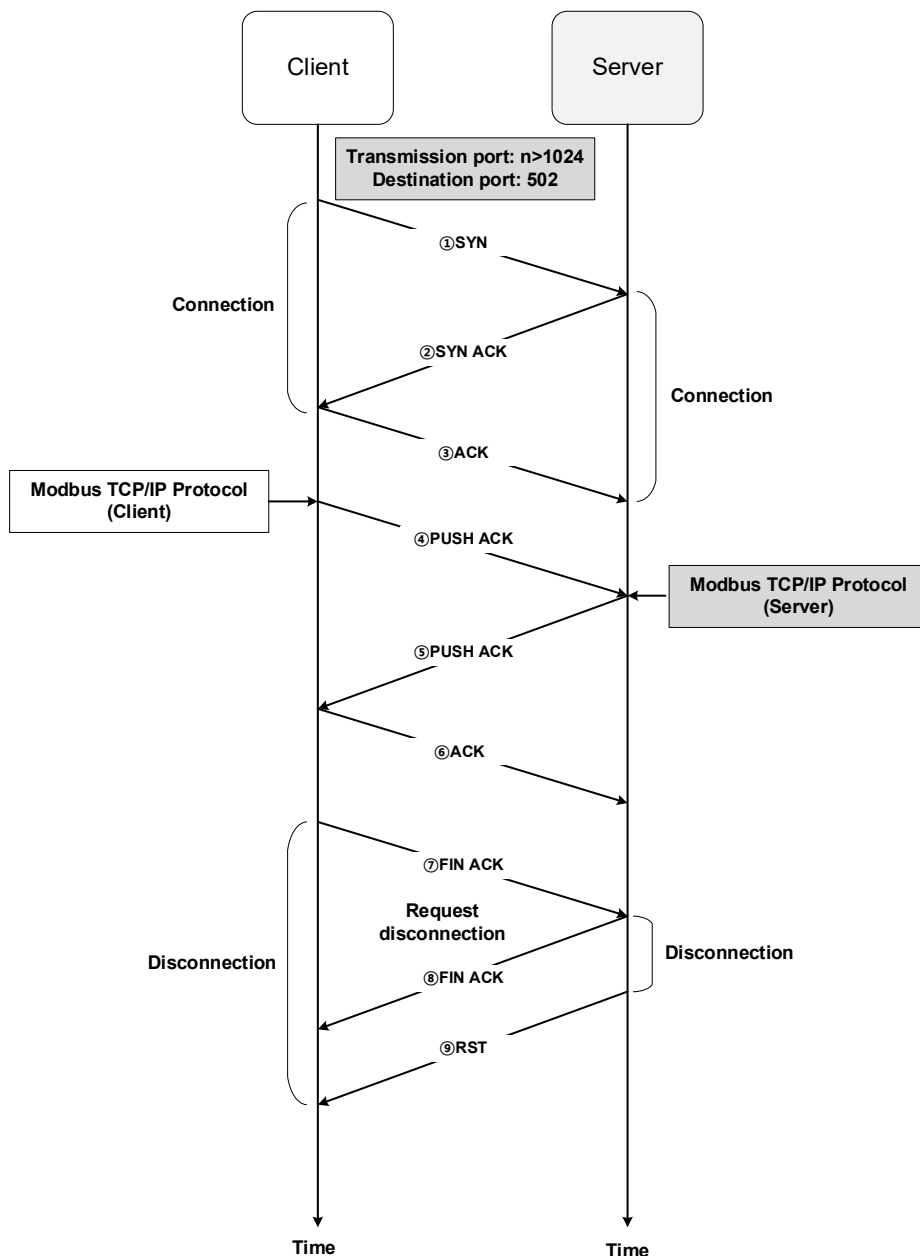 Client
Server
Transmission port: n>1024
Destination port: 502
①SYN
Connection
②SYN ACK
Connection
③ACK
Modbus TCP/IP Protocol
(Client)
④PUSH ACK
Modbus TCP/IP Protocol
(Server)
⑤PUSH ACK
⑥ACK
⑦FIN ACK
Request
disconnection
Disconnection
Disconnection
⑧FIN ACK
⑨RST
Time
Time